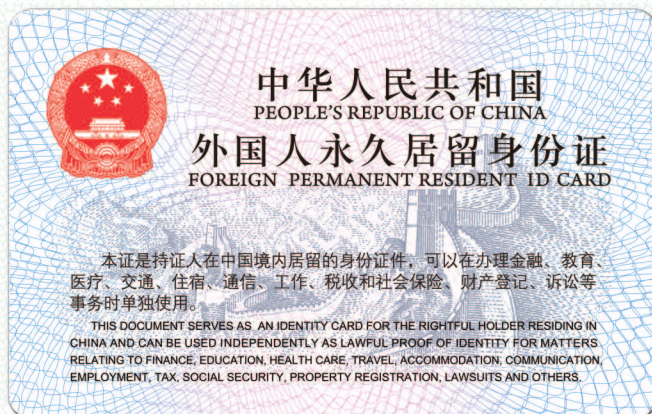 中华人民共和国
PEOPLE'S REPUBLIC OF CHINA
外国人永久居留身份证
FOREIGN PERMANENT RESIDENT ID CARD
本证是持证人在中国境内居留的身份证件，可以在办理金融、教育、
医疗、交通、住宿、通信、工作、税收和社会保险、财产登记、诉讼等
事务时单独使用。
THIS DOCUMENT SERVES AS AN IDENTITY CARD FOR THE RIGHTFUL HOLDER RESIDING IN
CHINA AND CAN BE USED INDEPENDENTLY AS LAWFUL PROOF OF IDENTITY FOR MATTERS
RELATING TO FINANCE, EDUCATION, HEALTH CARE, TRAVEL, ACCOMMODATION, COMMUNICATION,
EMPLOYMENT, TAX, SOCIAL SECURITY, PROPERTY REGISTRATION, LAWSUITS AND OTHERS.